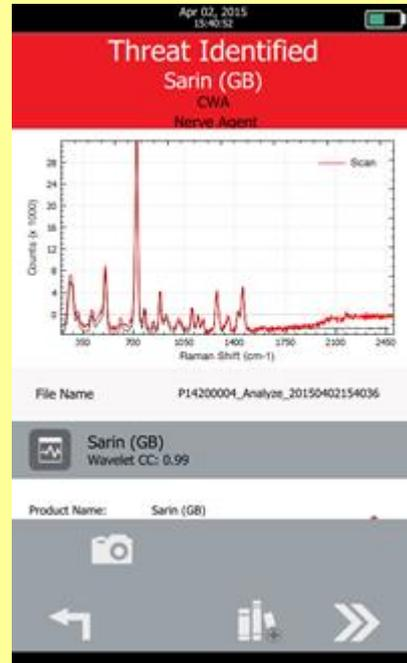 Apr 02, 2015
15:40:52
Threat Identified
Sarin (GB)
CWA
Nerve Agent
Scan
Counts (x 1000)
28
24
20
16
12
8
4
0
350 700 1050 1400 1750 2100 2450
Raman Shift (cm-1)
File Name P14200004_Analyze_20150402154036
Sarin (GB)
Wavelet CC: 0.99
Product Name: Sarin (GB)